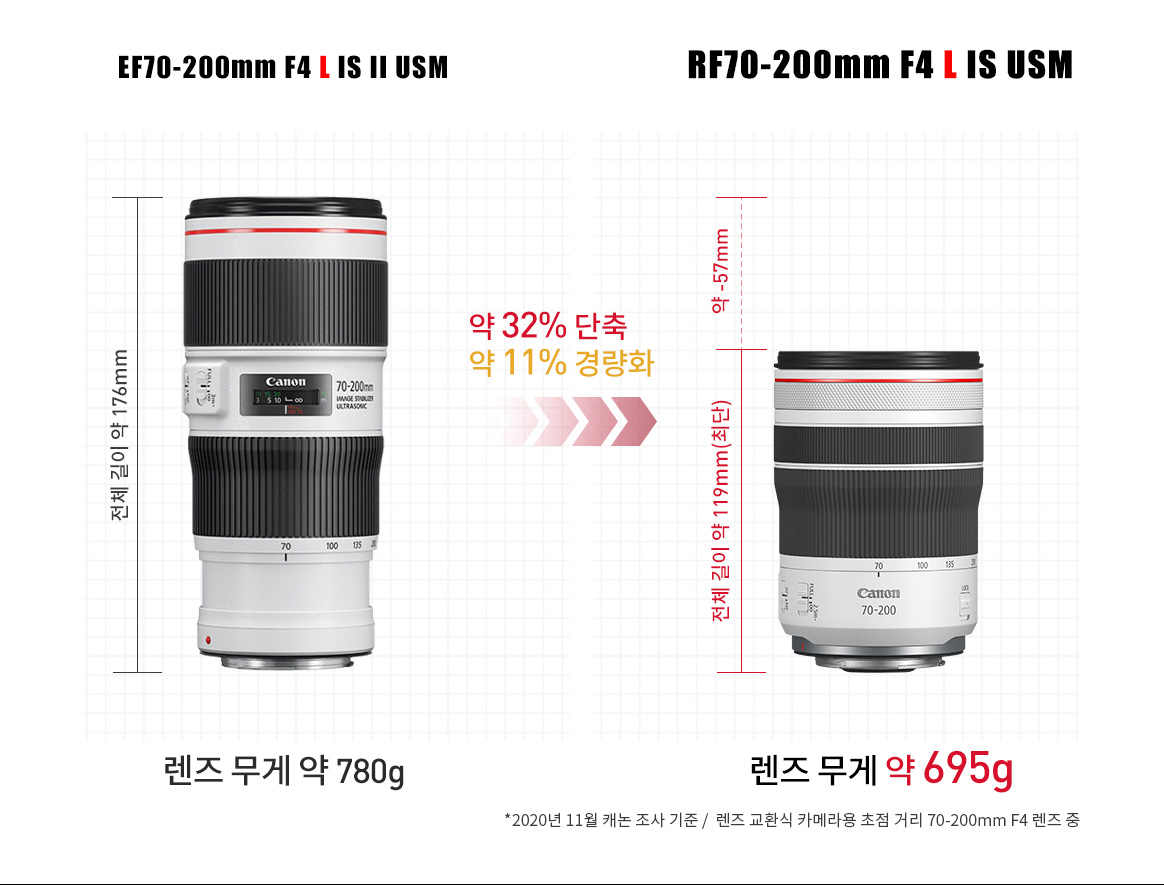 EF70-200mm F4 L IS II USM
RF70-200mm F4 L IS USM
전체 길이 약 176mm
Canon
70-200mm
IMAGE STABILIZER
ULTRASONIC
3 5 10 ∞ m
70 100 135
약 32% 단축
약 11% 경량화
약 -57mm
전체 길이 약 119mm(최단)
70 100 135
Canon
70-200
LOCK
렌즈 무게 약 780g
렌즈 무게 약 695g
*2020년 11월 캐논 조사 기준 / 렌즈 교환식 카메라용 초점 거리 70-200mm F4 렌즈 중